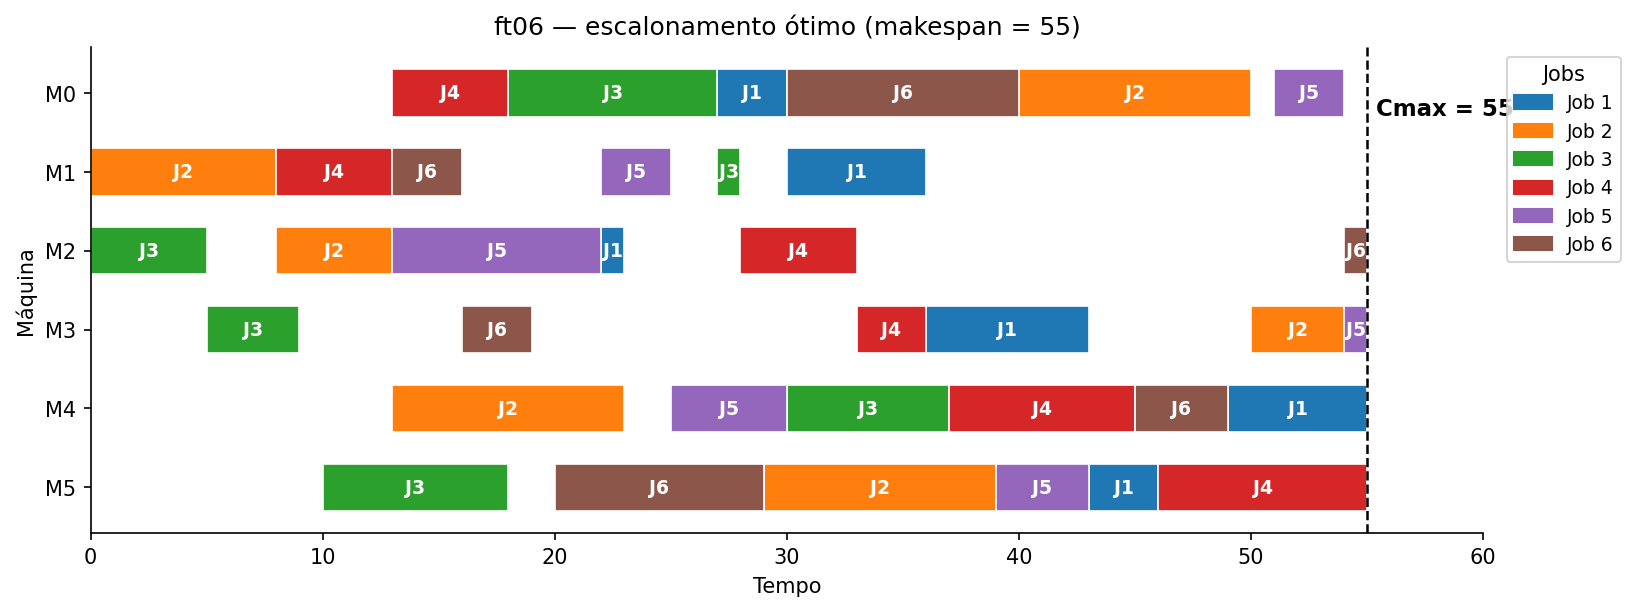 ft06 — escalonamento ótimo (makespan = 55)
Máquina
M0
J4 J3 J1 J6 J2 J5
M1
J2 J4 J6 J5 J3 J1
M2
J3 J2 J5 J1 J4 J6
M3
J3 J6 J4 J1 J2 J5
M4
J2 J5 J3 J4 J6 J1
M5
J3 J6 J2 J5 J1 J4
Cmax = 55
Jobs
Job 1
Job 2
Job 3
Job 4
Job 5
Job 6
0 10 20 30 40 50 60
Tempo